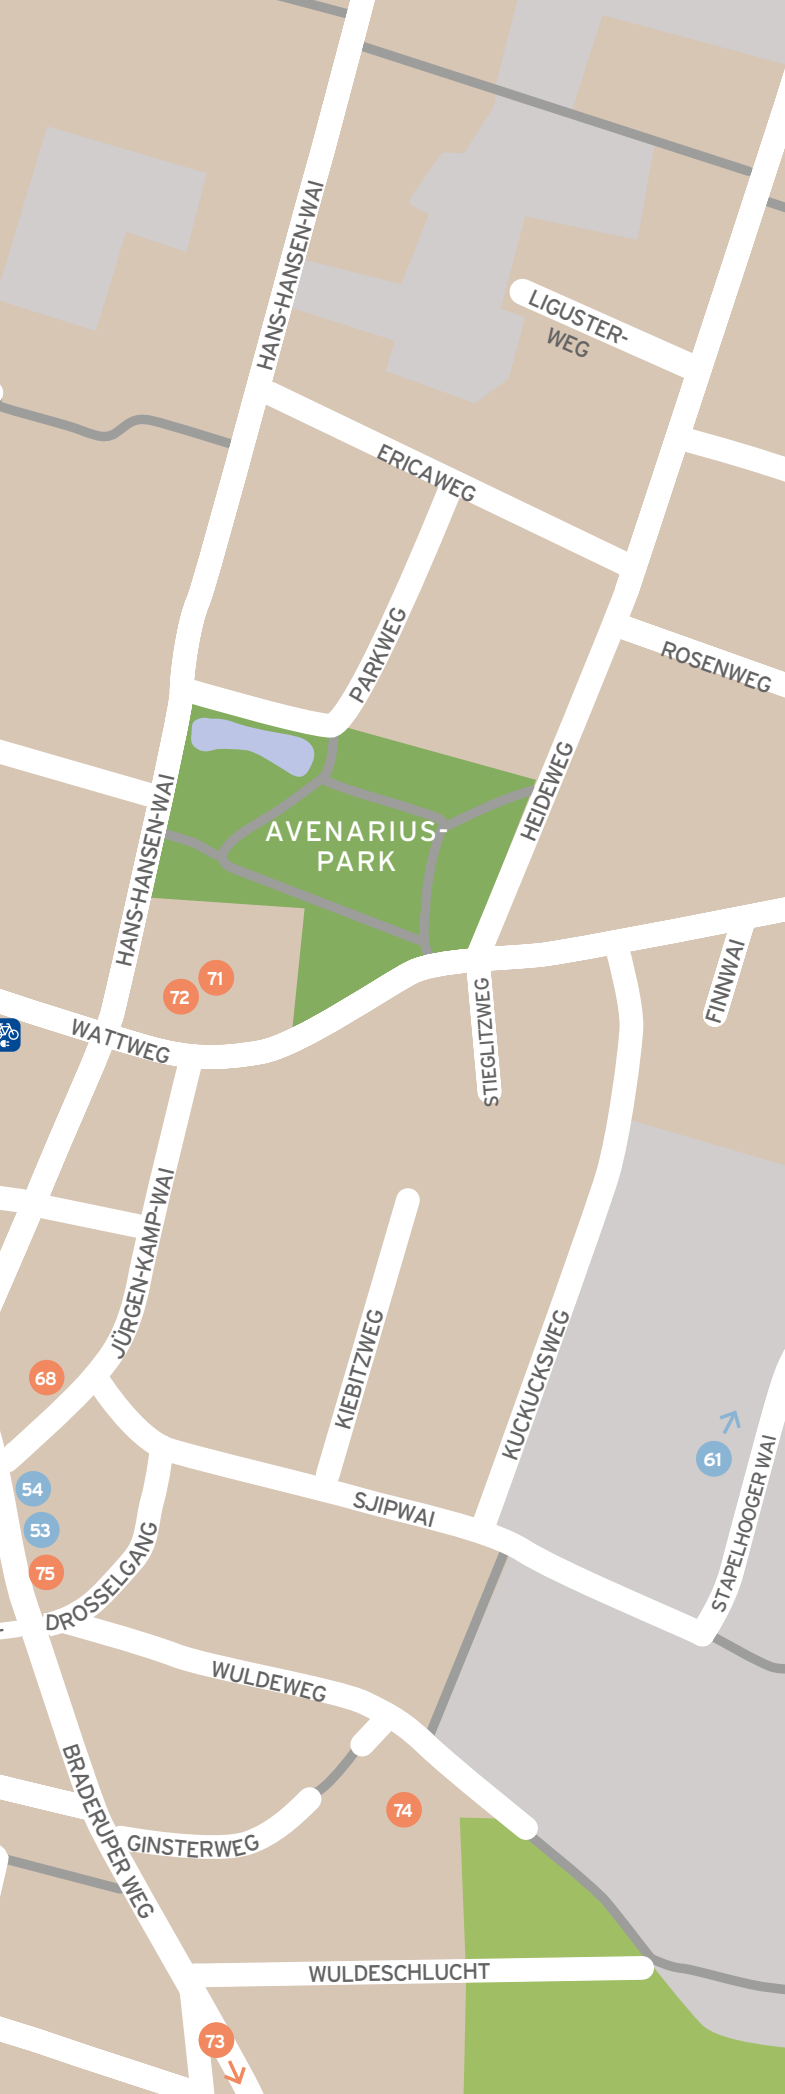 HANS-HANSEN-WAI
LIGUSTER-
WEG
ERICAWEG
PARKWEG
ROSENWEG
HEIDEWEG
HANS-HANSEN-WAI
AVENARIUS-
PARK
FINNWAI
71
72
STIEGLITZWEG
WATTWEG
JÜRGEN-KAMP-WAI
KIEBITZWEG
KUCKUCKSWEG
68
61
STAPELHOOGER WAI
54
SJIPWAI
53
75
DROSSELGANG
WULDEWEG
BRADERUPER WEG
74
GINSTERWEG
WULDESCHLUCHT
73